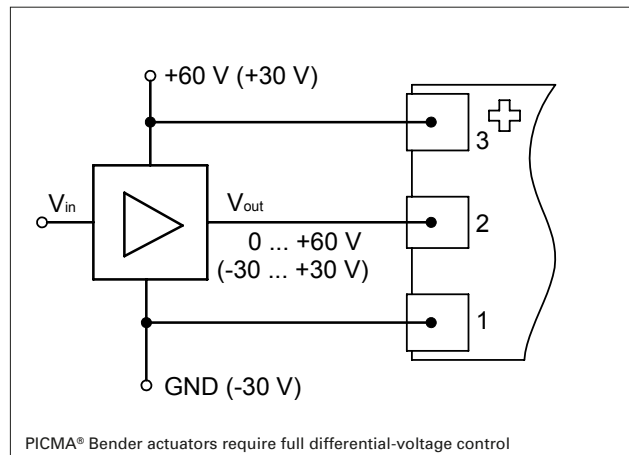 +60 V (+30 V)
3
Vin
Vout
2
0 ... +60 V
(-30 ... +30 V)
1
GND (-30 V)
PICMA® Bender actuators require full differential-voltage control